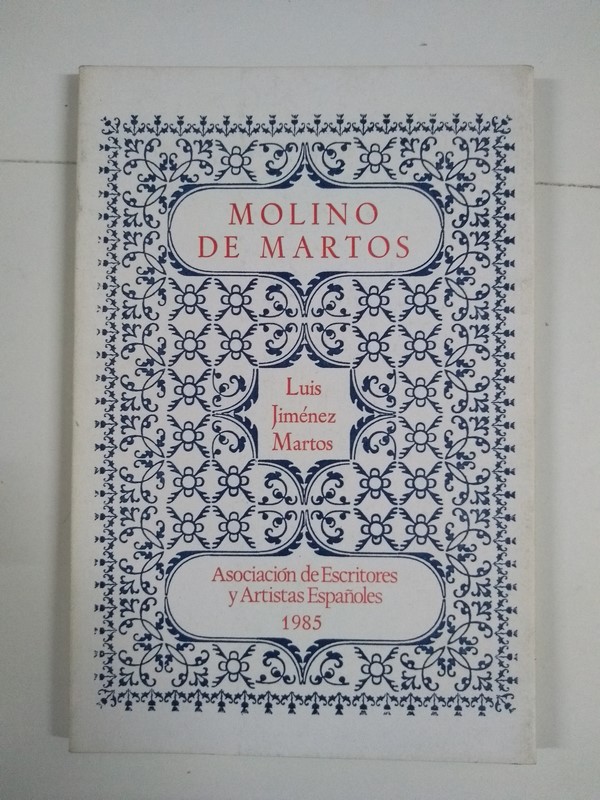 MOLINO
DE MARTOS
Luis
Jiménez
Martos
Asociación de Escritores
y Artistas Españoles
1985